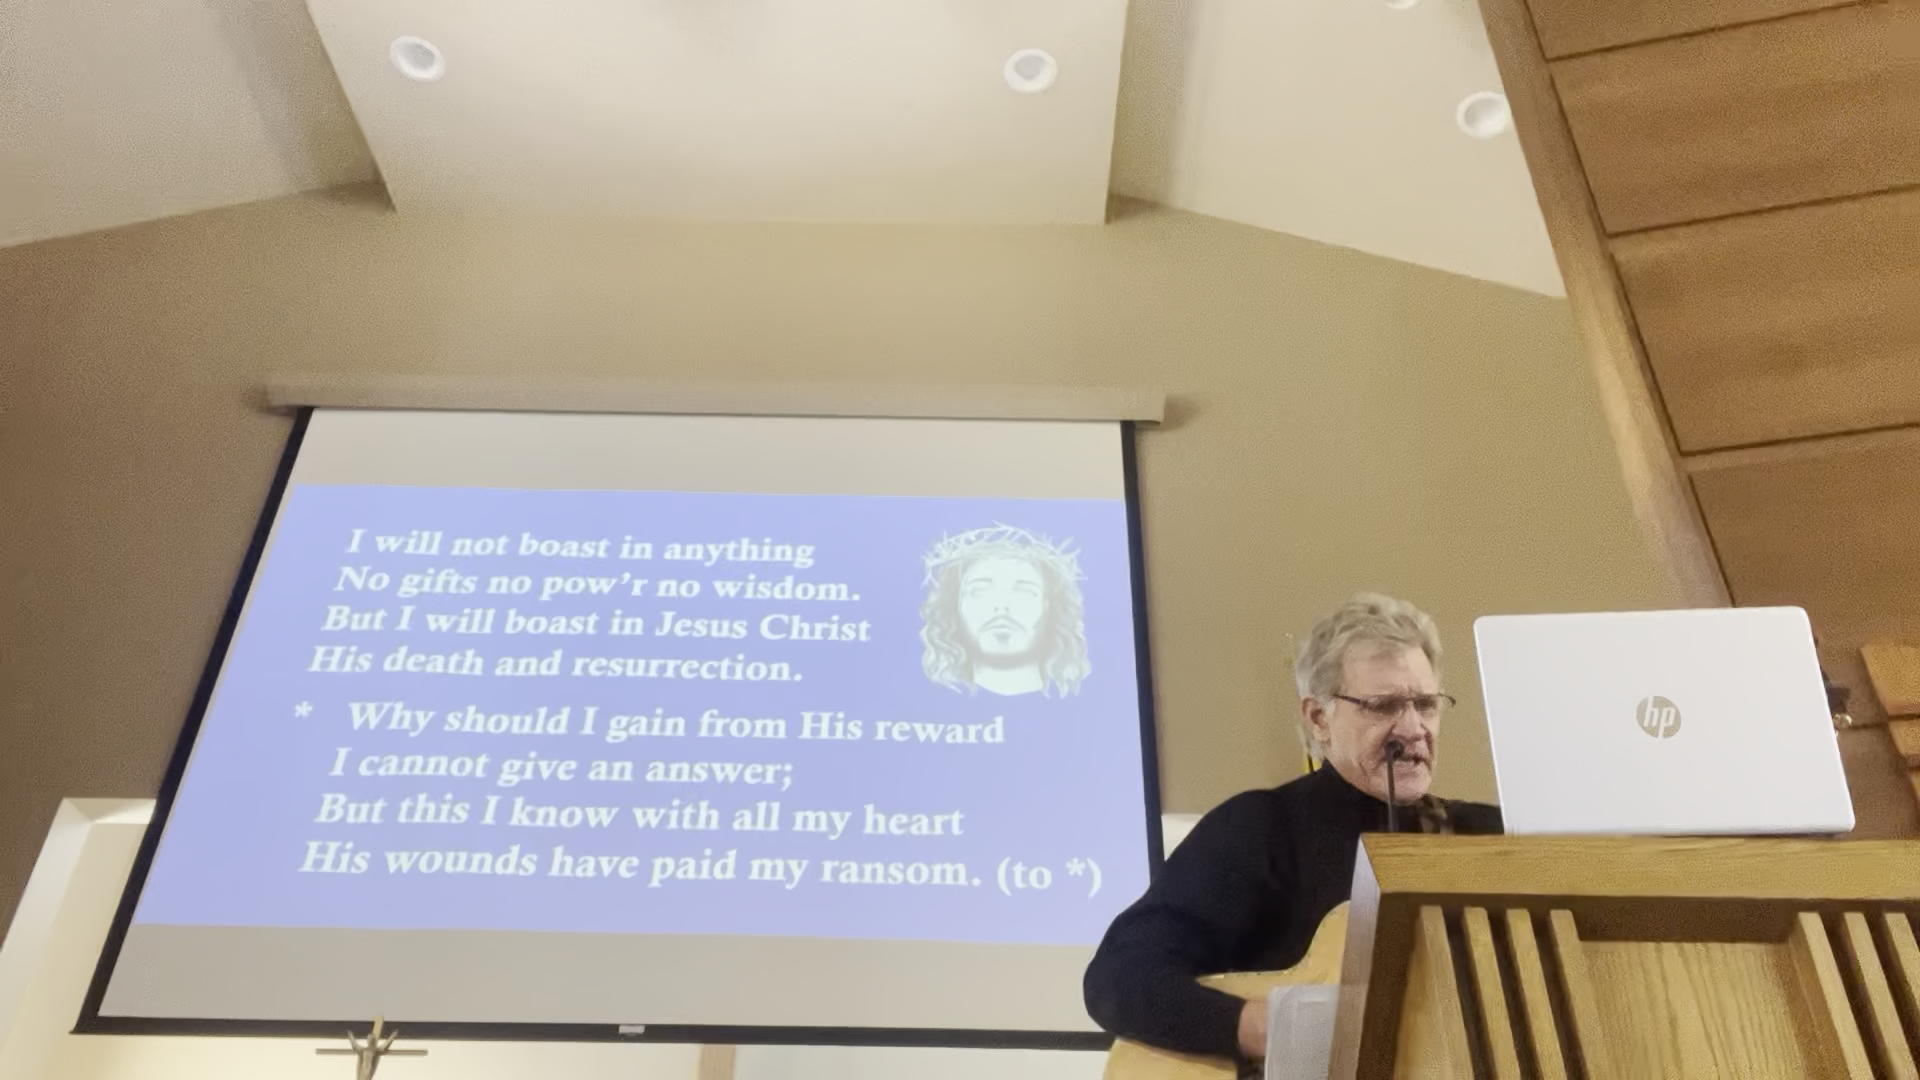 I will not boast in anything
No gifts no pow'r no wisdom.
But I will boast in Jesus Christ
His death and resurrection.
* Why should I gain from His reward
I cannot give an answer;
But this I know with all my heart
His wounds have paid my ransom. (to *)
hp